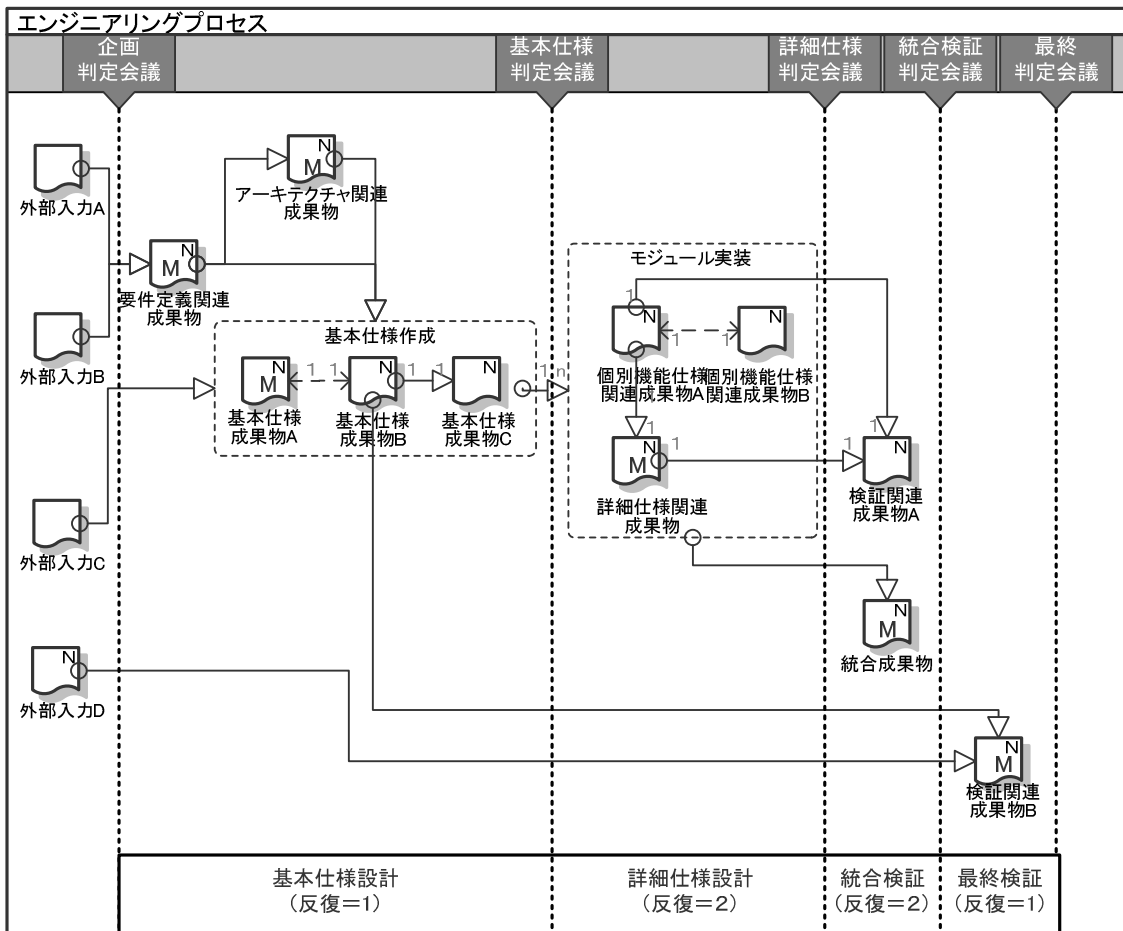 エンジニアリングプロセス
企画
判定会議
基本仕様
判定会議
詳細仕様
判定会議
統合検証
判定会議
最終
判定会議
外部入力A
N
M
アーキテクチャ関連
成果物
N
M
要件定義関連
成果物
外部入力B
基本仕様作成
N
M
基本仕様
成果物A
1
1
N
基本仕様
成果物B
1
1
N
基本仕様
成果物C
1
n
モジュール実装
1
N
個別機能仕様
関連成果物A
1
1
N
個別機能仕様
関連成果物B
1
N
M
詳細仕様関連
成果物
1
1
1
N
検証関連
成果物A
外部入力C
N
M
統合成果物
N
外部入力D
N
M
検証関連
成果物B
基本仕様設計
(反復=1)
詳細仕様設計
(反復=2)
統合検証
(反復=2)
最終検証
(反復=1)